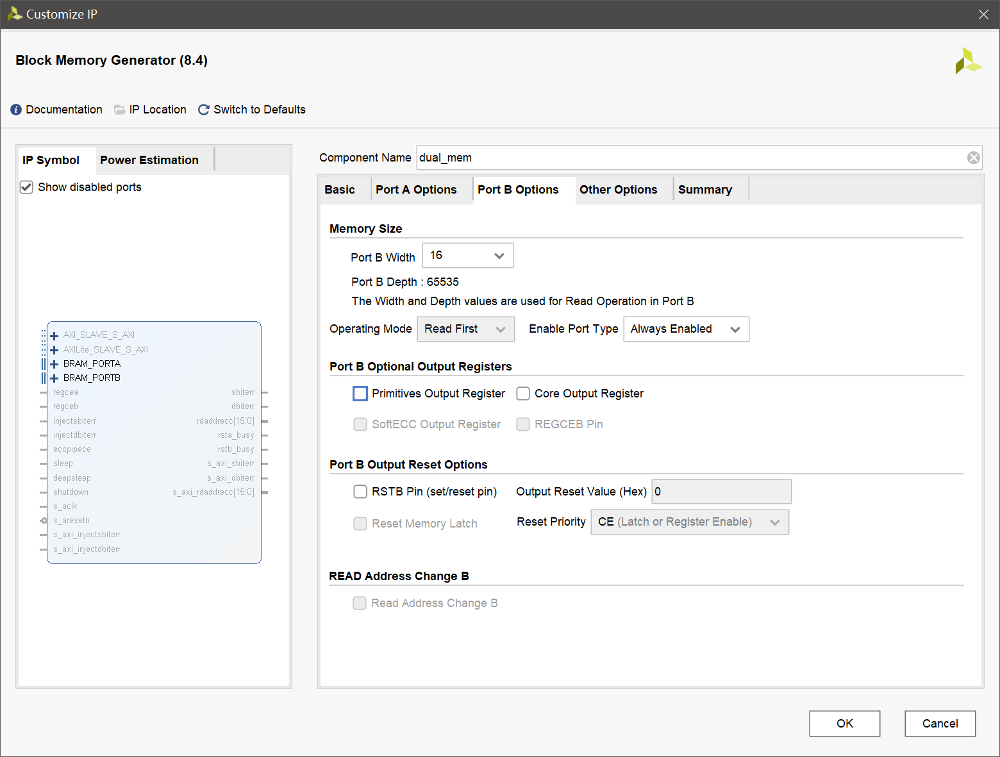 Customize IP
Block Memory Generator (8.4)
Documentation IP Location Switch to Defaults
IP Symbol Power Estimation
Show disabled ports
AXI_SLAVE_S_AXI
AXILite_SLAVE_S_AXI
BRAM_PORTA
BRAM_PORTB
regcea sbiterr
regceb dbiterr
injectsbiterr rdaddrecc[15:0]
injectdbiterr rsta_busy
eccpipece rstb_busy
sleep s_axi_sbiterr
deepsleep s_axi_dbiterr
shutdown s_axi_rdaddrecc[15:0]
s_aclk
s_aresetn
s_axi_injectsbiterr
s_axi_injectdbiterr
Component Name dual_mem
Basic Port A Options Port B Options Other Options Summary
Memory Size
Port B Width 16
Port B Depth : 65535
The Width and Depth values are used for Read Operation in Port B
Operating Mode Read First Enable Port Type Always Enabled
Port B Optional Output Registers
Primitives Output Register Core Output Register
SoftECC Output Register REGCEB Pin
Port B Output Reset Options
RSTB Pin (set/reset pin) Output Reset Value (Hex) 0
Reset Memory Latch Reset Priority CE (Latch or Register Enable)
READ Address Change B
Read Address Change B
OK Cancel